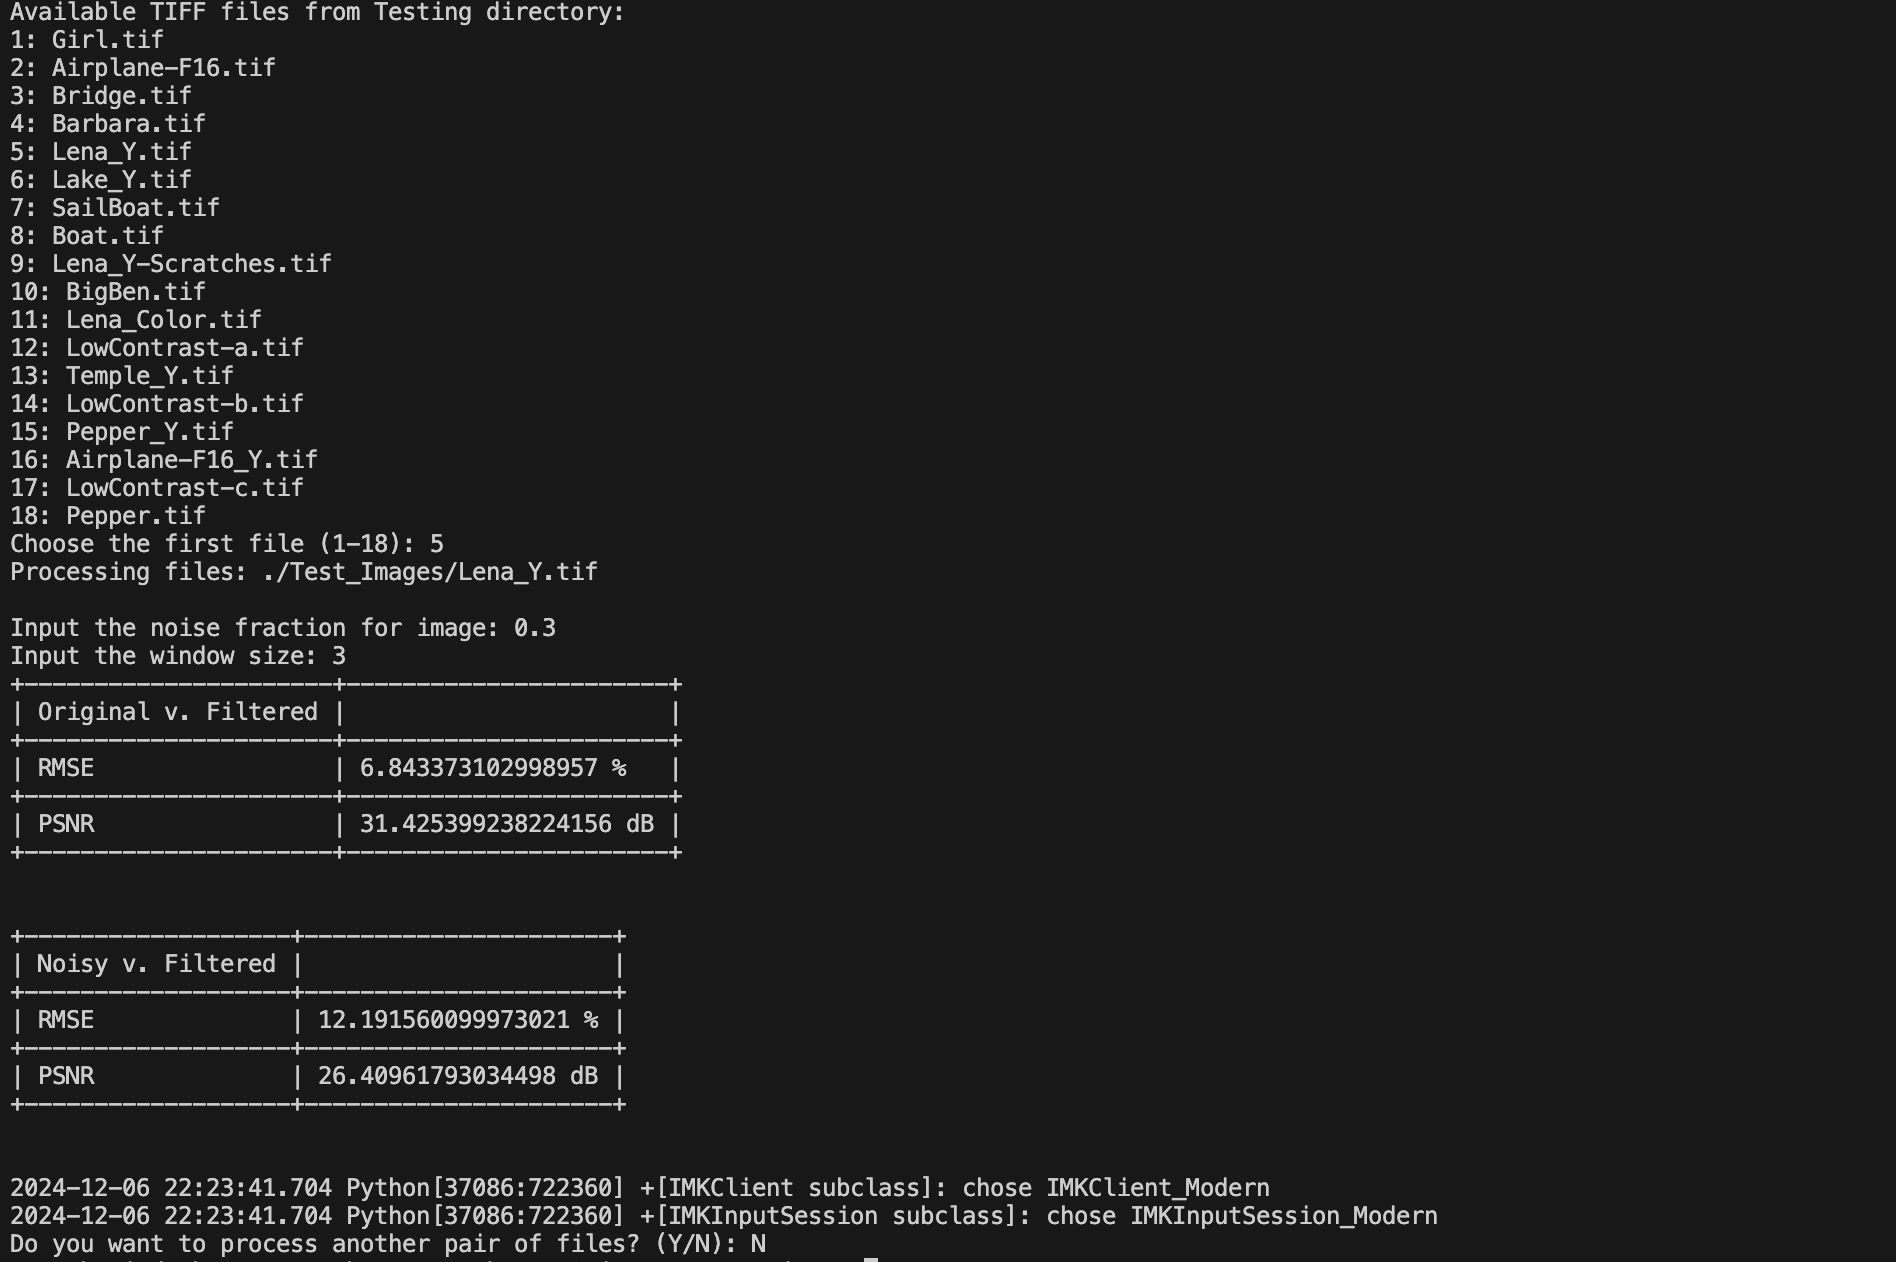 Available TIFF files from Testing directory:
1: Girl.tif
2: Airplane-F16.tif
3: Bridge.tif
4: Barbara.tif
5: Lena_Y.tif
6: Lake_Y.tif
7: SailBoat.tif
8: Boat.tif
9: Lena_Y-Scratches.tif
10: BigBen.tif
11: Lena_Color.tif
12: LowContrast-a.tif
13: Temple_Y.tif
14: LowContrast-b.tif
15: Pepper_Y.tif
16: Airplane-F16_Y.tif
17: LowContrast-c.tif
18: Pepper.tif
Choose the first file (1-18): 5
Processing files: ./Test_Images/Lena_Y.tif
Input the noise fraction for image: 0.3
Input the window size: 3
+----------------------+-----------------------+
| Original v. Filtered |                       |
+----------------------+-----------------------+
| RMSE                 | 6.843373102998957 %   |
+----------------------+-----------------------+
| PSNR                 | 31.425399238224156 dB |
+----------------------+-----------------------+
+-------------------+----------------------+
| Noisy v. Filtered |                      |
+-------------------+----------------------+
| RMSE              | 12.191560099973021 % |
+-------------------+----------------------+
| PSNR              | 26.40961793034498 dB |
+-------------------+----------------------+
2024-12-06 22:23:41.704 Python[37086:722360] +[IMKClient subclass]: chose IMKClient_Modern
2024-12-06 22:23:41.704 Python[37086:722360] +[IMKInputSession subclass]: chose IMKInputSession_Modern
Do you want to process another pair of files? (Y/N): N